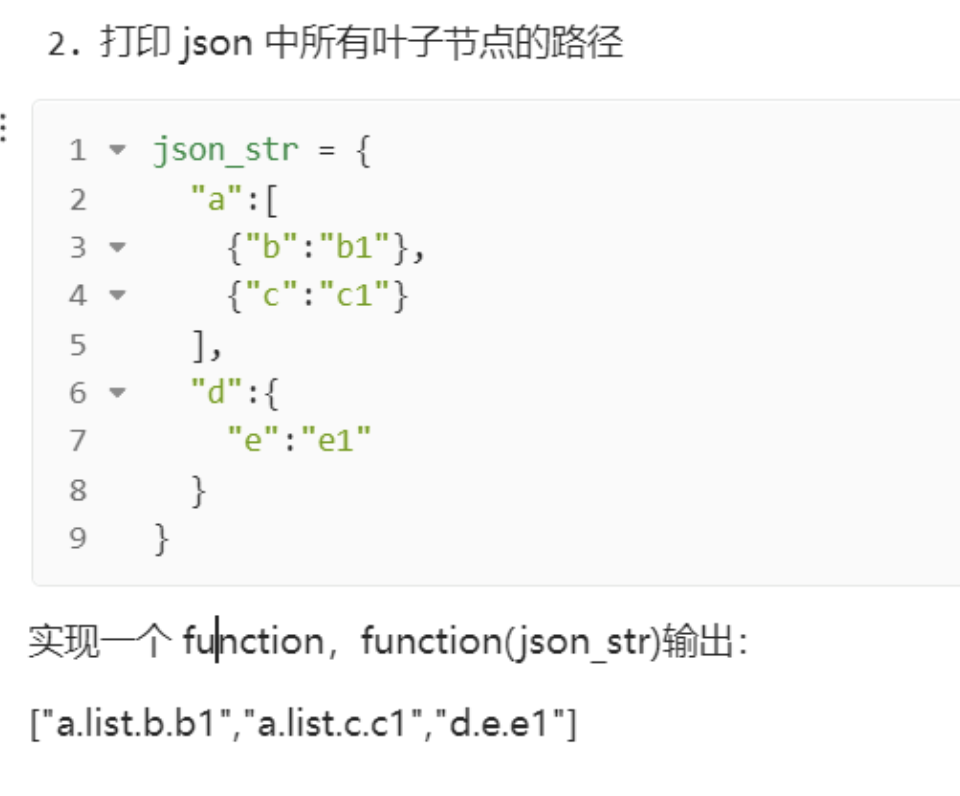 2. 打印 json 中所有叶子节点的路径
1 json_str = {
2 "a":[
3 {"b":"b1"},
4 {"c":"c1"}
5 ],
6 "d":{
7 "e":"e1"
8 }
9 }
实现一个 function，function(json_str)输出：
["a.list.b.b1","a.list.c.c1","d.e.e1"]